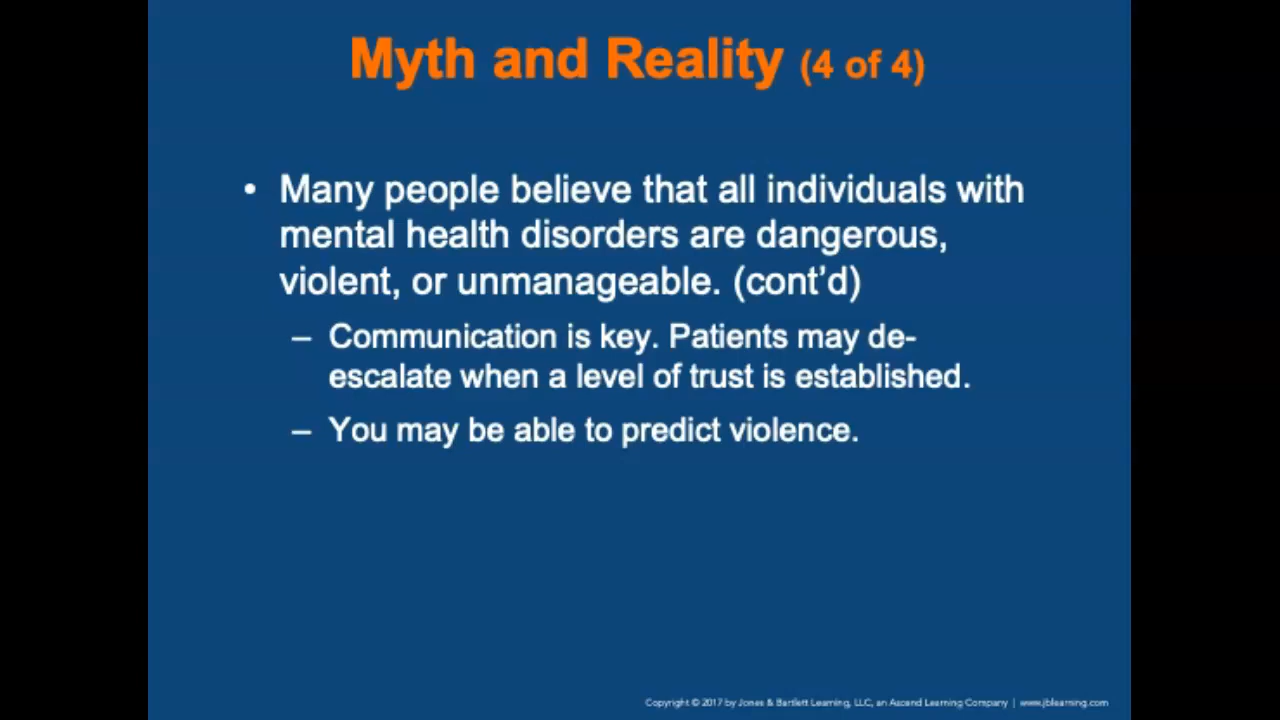 Myth and Reality (4 of 4)
• Many people believe that all individuals with
mental health disorders are dangerous,
violent, or unmanageable. (cont’d)
– Communication is key. Patients may de-
escalate when a level of trust is established.
– You may be able to predict violence.
Copyright © 2017 by Jones & Bartlett Learning, LLC, an Ascend Learning Company | www.jblearning.com